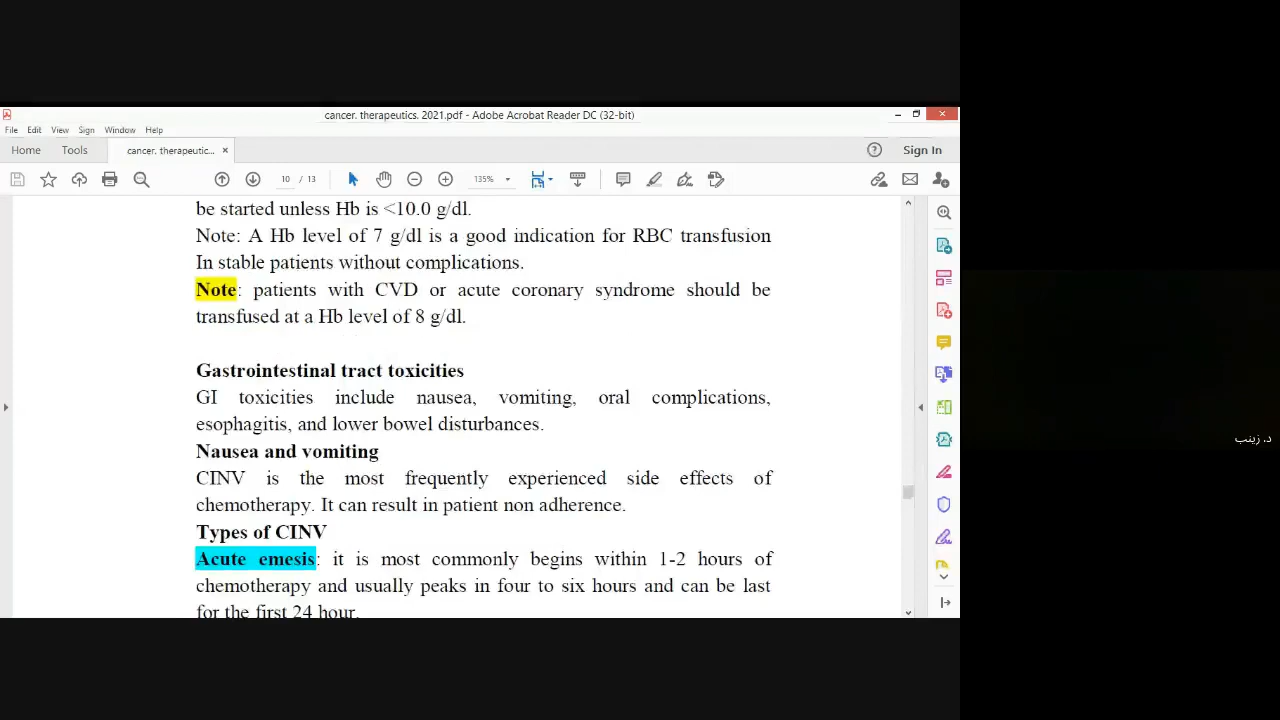 cancer. therapeutics. 2021.pdf - Adobe Acrobat Reader DC (32-bit)
File Edit View Sign Window Help
Home Tools cancer. therapeutic... × Sign In
10 / 13 135%
be started unless Hb is <10.0 g/dl.
Note: A Hb level of 7 g/dl is a good indication for RBC transfusion
In stable patients without complications.
Note: patients with CVD or acute coronary syndrome should be
transfused at a Hb level of 8 g/dl.
Gastrointestinal tract toxicities
GI toxicities include nausea, vomiting, oral complications,
esophagitis, and lower bowel disturbances.
Nausea and vomiting
CINV is the most frequently experienced side effects of
chemotherapy. It can result in patient non adherence.
Types of CINV
Acute emesis: it is most commonly begins within 1-2 hours of
chemotherapy and usually peaks in four to six hours and can be last
for the first 24 hour.
د. زينب